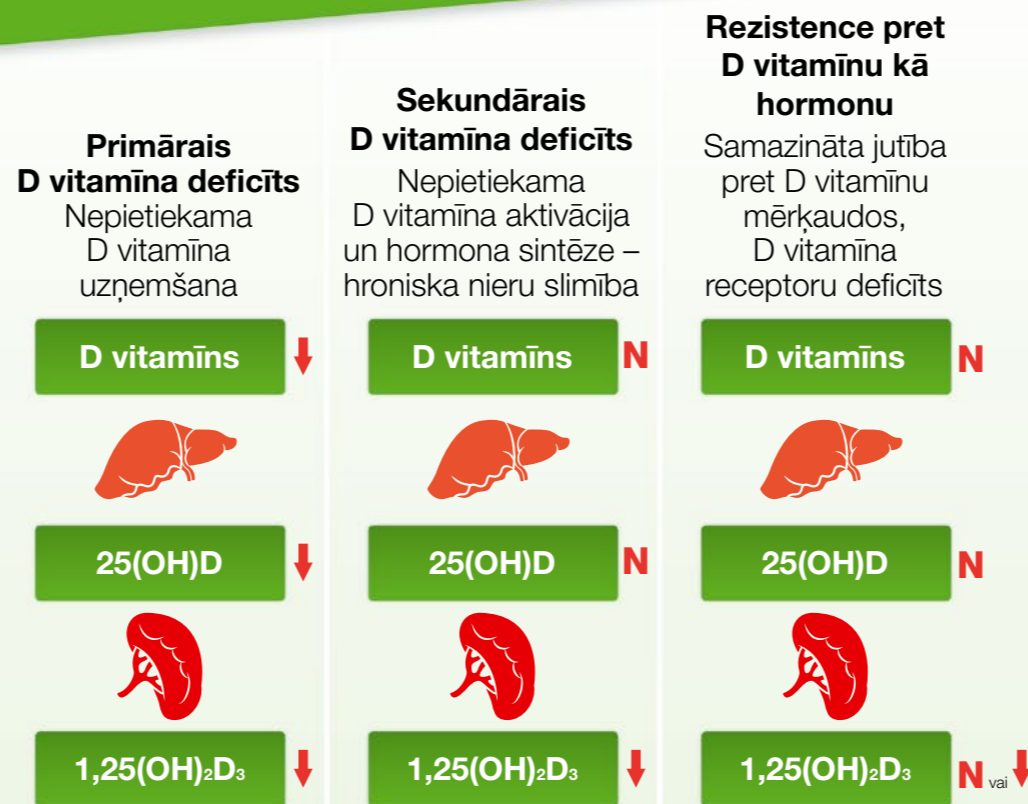 Primārais
D vitamīna deficīts
Nepietiekama
D vitamīna
uzņemšana
D vitamīns ↓
25(OH)D ↓
1,25(OH)₂D₃ ↓
Sekundārais
D vitamīna deficīts
Nepietiekama
D vitamīna aktivācija
un hormona sintēze –
hroniska nieru slimība
D vitamīns N
25(OH)D N
1,25(OH)₂D₃ ↓
Rezistence pret
D vitamīnu kā
hormonu
Samazināta jutība
pret D vitamīnu
mērķaudos,
D vitamīna
receptoru deficīts
D vitamīns N
25(OH)D N
1,25(OH)₂D₃ N vai ↓